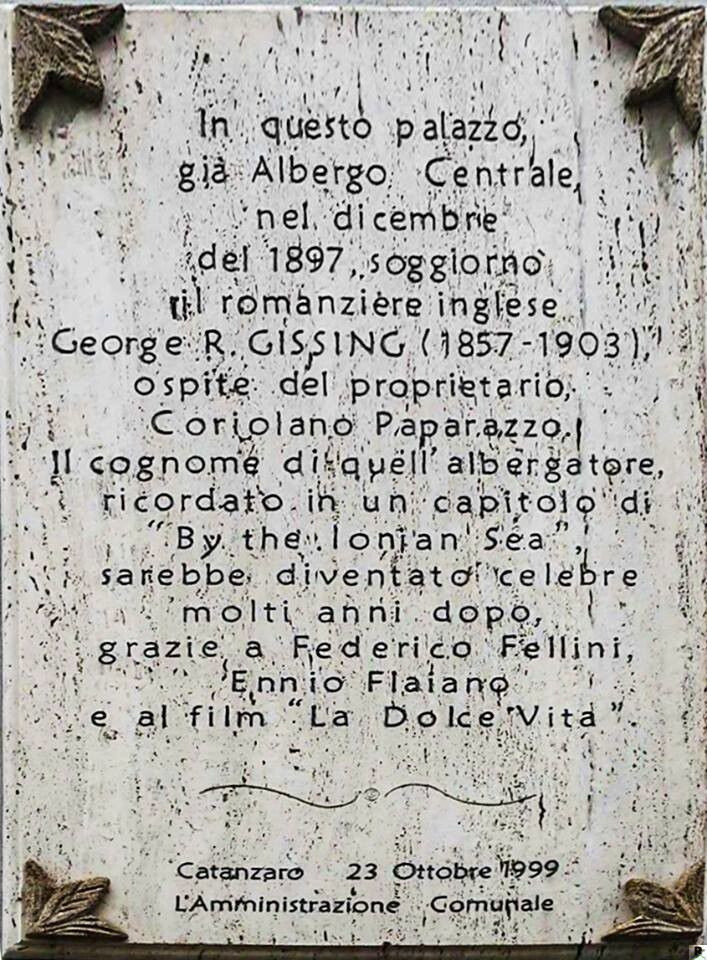 In questo palazzo,
già Albergo Centrale,
nel dicembre
del 1897, soggiornò
il romanziere inglese
George R. GISSING (1857-1903),
ospite del proprietario,
Coriolano Paparazzo.
Il cognome di quell'albergatore,
ricordato in un capitolo di
"By the Ionian Sea",
sarebbe diventato celebre
molti anni dopo,
grazie a Federico Fellini,
Ennio Flaiano
e al film "La Dolce Vita".
Catanzaro 23 Ottobre 1999
L'Amministrazione Comunale